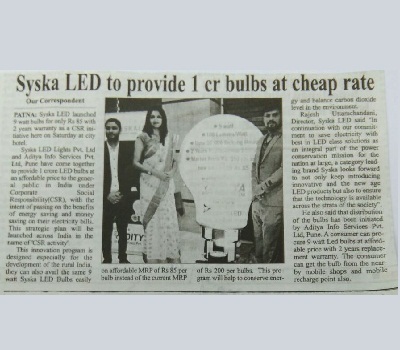 Syska LED to provide 1 cr bulbs at cheap rate
Our Correspondent
PATNA: Syska LED launched
9 watt bulbs for only Rs 85 with
2 years warranty as a CSR ini-
tiative here on Saturday at city
hotel.
Syska LED Lights Pvt. Ltd
and Aditya Info Services Pvt.
Ltd, Pune have come together
to provide 1 crore LED bulbs at
an affordable price to the gener-
al public in India under
Corporate Social
Responsibility(CSR), with the
intent of passing on the benefits
of energy saving and money
saving on their electricity bills.
This strategic plan will be
launched across India in the
name of 'CSR activity'.
This innovation program is
designed especially for the
development of the rural India,
they can also avail the same 9
watt Syska LED Bulbs easily
on affordable MRP of Rs 85 per
bulb instead of the current MRP
of Rs 200 per bulbs. This pro-
gram will help to conserve ener-
gy and balance carbon dioxide
level in the environment.
Rajesh Uttamchandani,
Director, Syska LED said "In
continuation with our commit-
ment to save electricity with
best in LED class solutions as
an integral part of the power
conservation mission for the
nation at large, a category lead-
ing brand Syska looks forward
to not only keep introducing
innovative and the new age
LED products but also to ensure
that the technology is available
across the strata of the society".
He also said that distribution
of the bulbs has been initiated
by Aditya Info Services Pvt.
Ltd, Pune. A consumer can pro-
cure 9 watt Led Bulbs at afford-
able price with 2 years replace-
ment warranty. The consumer
can get the bulb from the near-
by mobile shops and mobile
recharge point also.